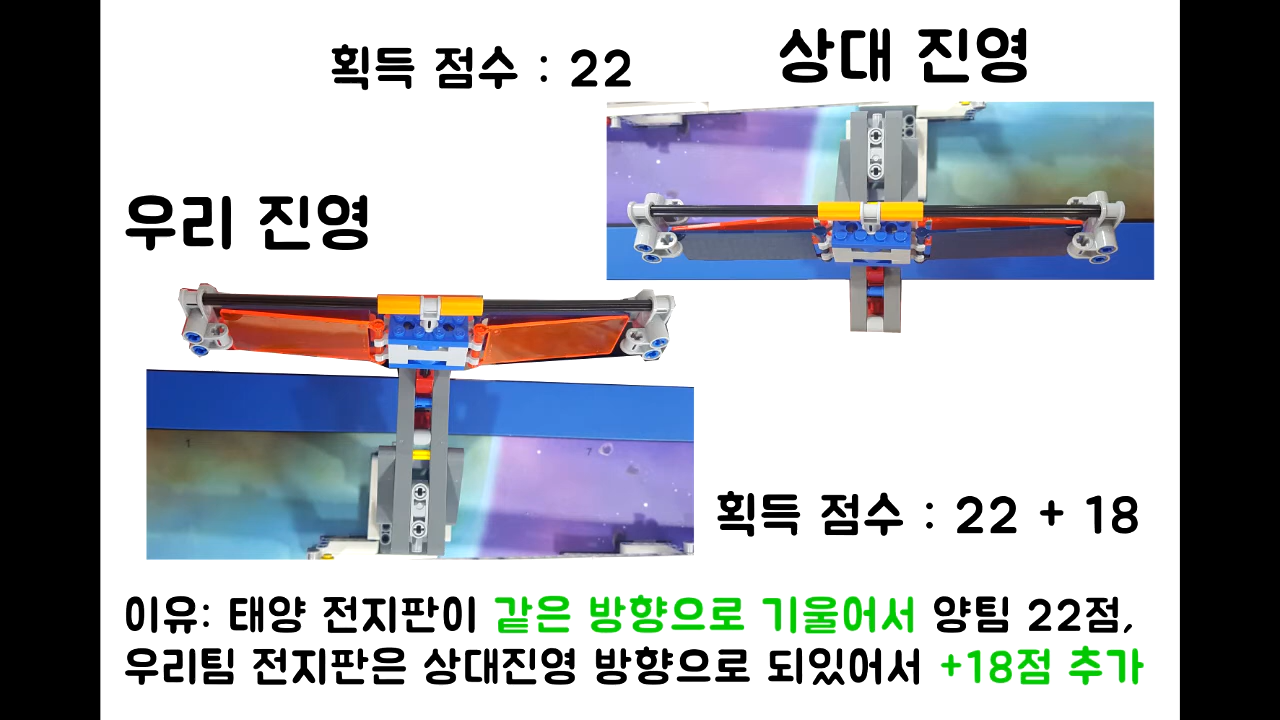 획득 점수 : 22
상대 진영
우리 진영
1
7
획득 점수 : 22 + 18
이유: 태양 전지판이 같은 방향으로 기울어서 양팀 22점,
우리팀 전지판은 상대진영 방향으로 되있어서 +18점 추가